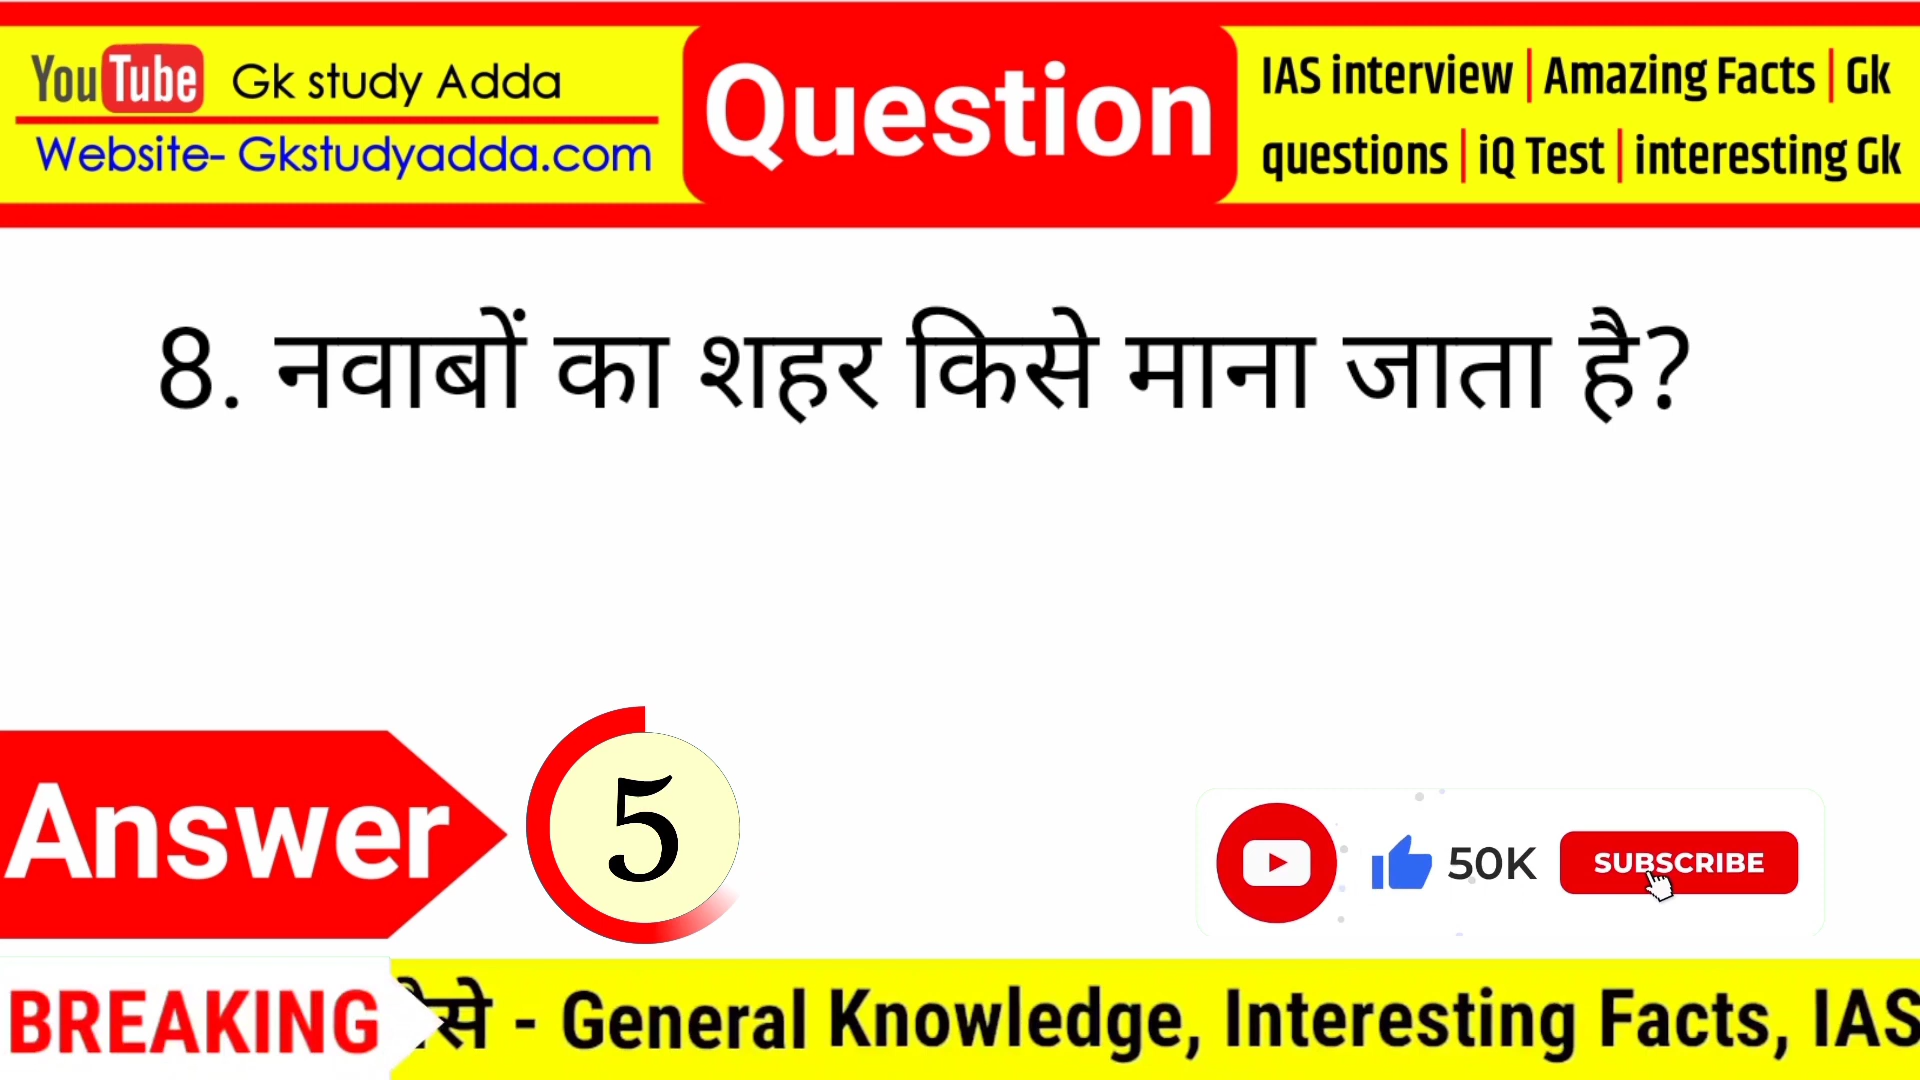 YouTube Gk study Adda
Website- Gkstudyadda.com
Question
IAS interview | Amazing Facts | Gk
questions | iQ Test | interesting Gk
8. नवाबों का शहर किसे माना जाता है?
Answer
5
50K
SUBSCRIBE
BREAKING
- General Knowledge, Interesting Facts, IAS